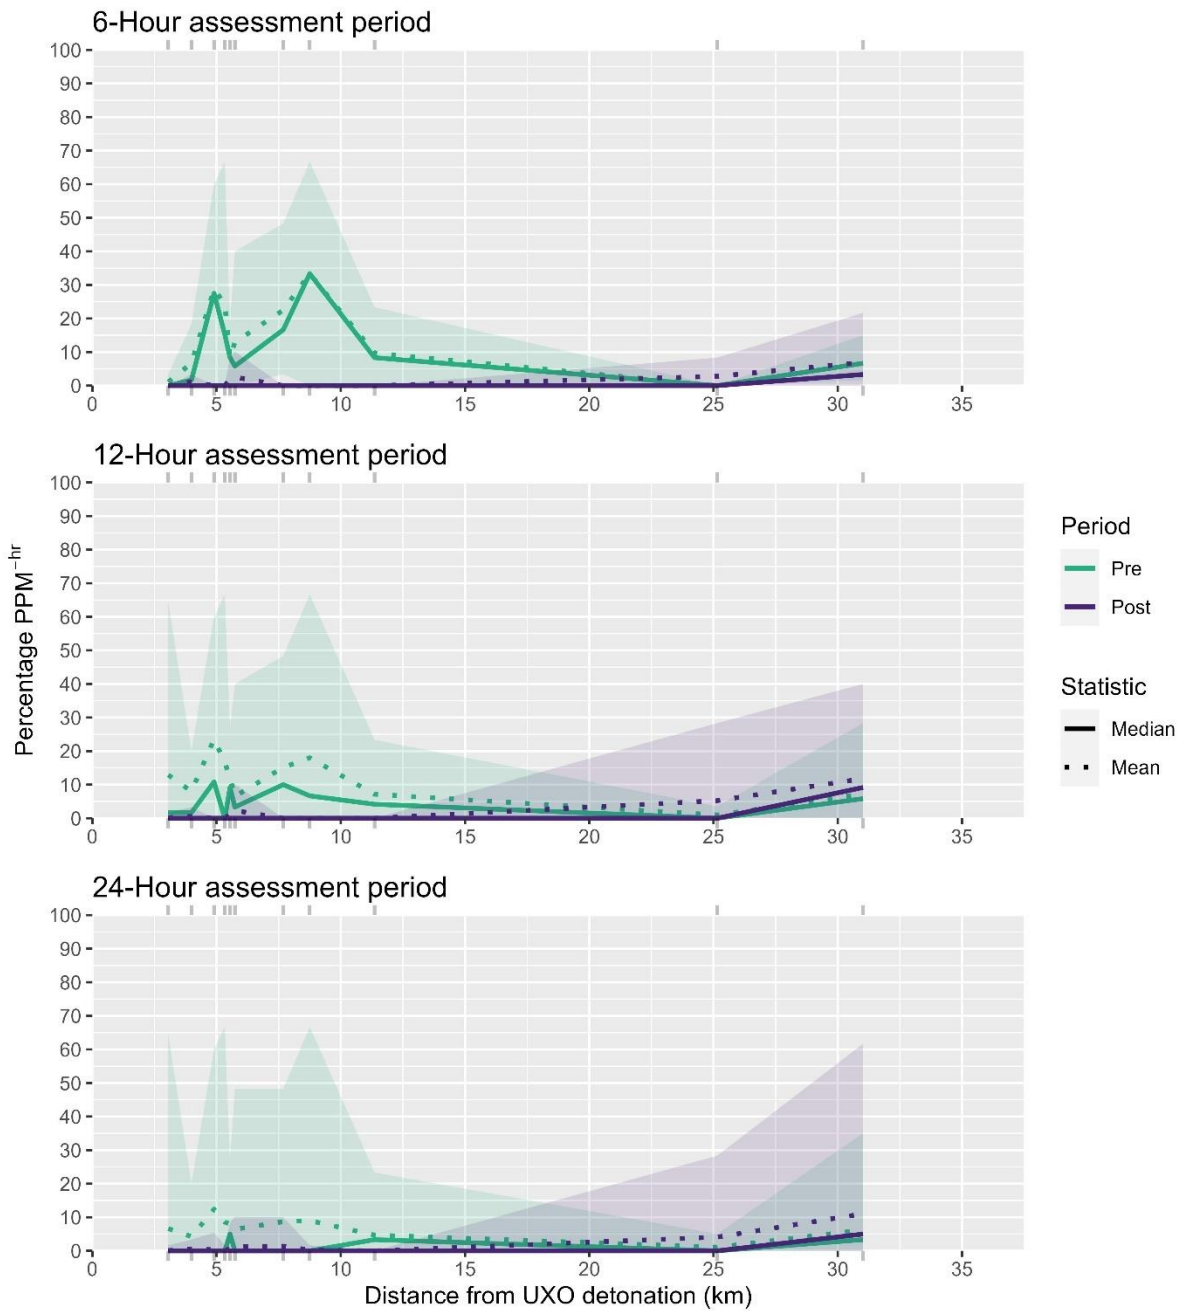 6-Hour assessment period
100
90
80
70
60
50
40
30
20
10
0
0 5 10 15 20 25 30 35
12-Hour assessment period
100
90
80
70
60
50
40
30
20
10
0
0 5 10 15 20 25 30 35
Percentage PPM⁻ʰʳ
Period
Pre
Post
Statistic
Median
Mean
24-Hour assessment period
100
90
80
70
60
50
40
30
20
10
0
0 5 10 15 20 25 30 35
Distance from UXO detonation (km)